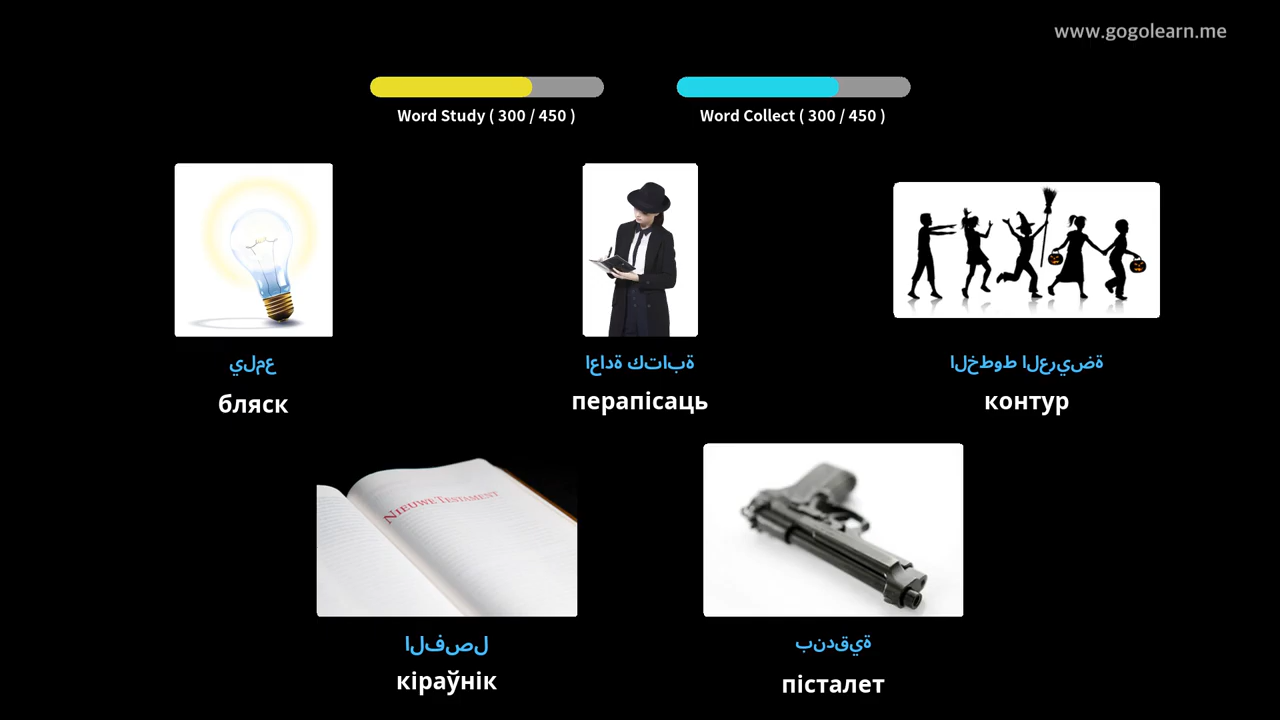 www.gogolearn.me
Word Study ( 300 / 450 )
Word Collect ( 300 / 450 )
يلمع
бляск
اعادة كتابة
перапісаць
الخطوط العريضة
контур
NIEUWE TESTAMENT
الفصل
кіраўнік
بندقية
пісталет